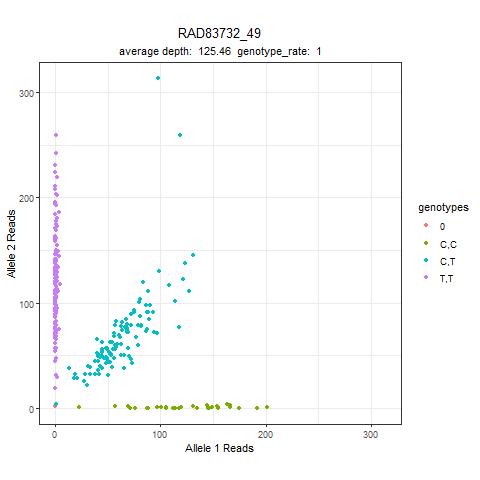 RAD83732_49
average depth: 125.46 genotype_rate: 1
300
200
100
0
Allele 2 Reads
0
100
200
300
Allele 1 Reads
genotypes
0
C,C
C,T
T,T